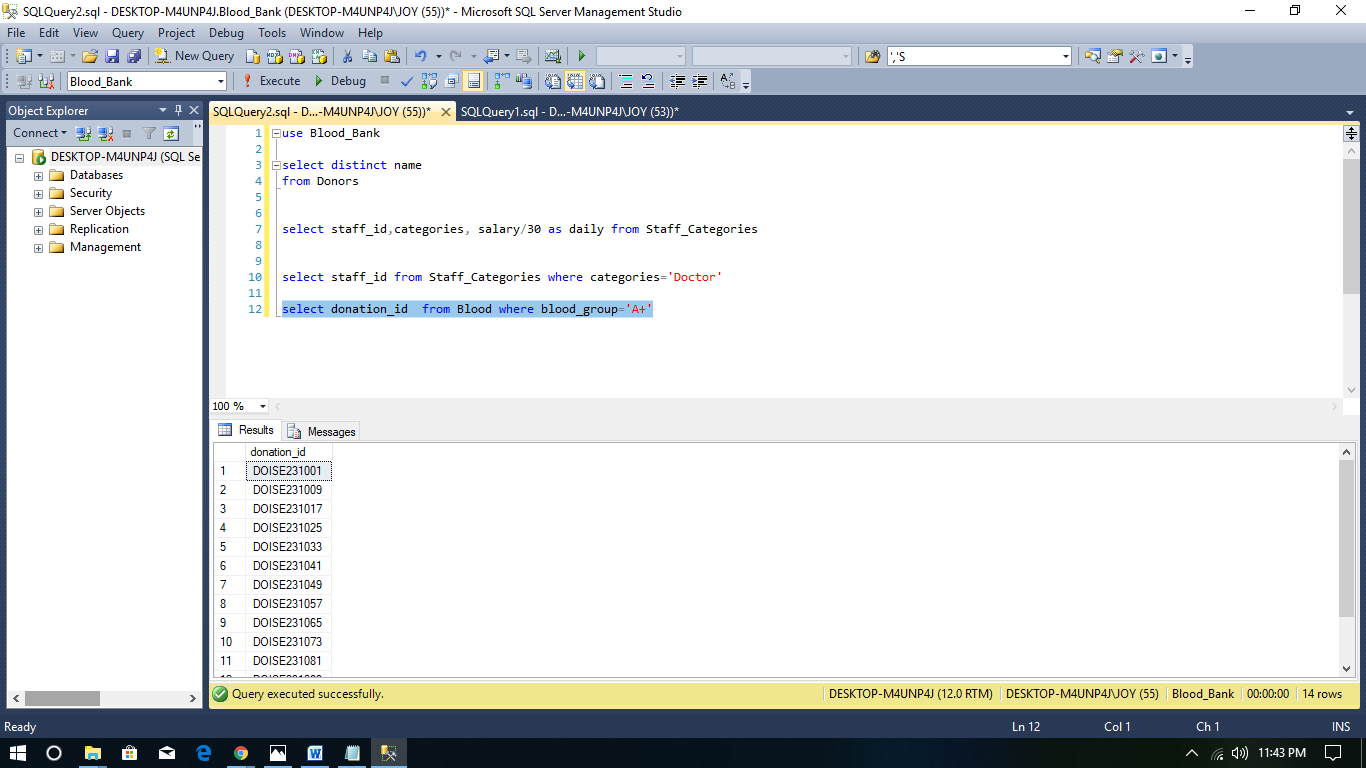 SQLQuery2.sql - DESKTOP-M4UNP4J.Blood_Bank (DESKTOP-M4UNP4J\JOY (55))* - Microsoft SQL Server Management Studio
File Edit View Query Project Debug Tools Window Help
New Query ','S
Blood_Bank Execute Debug
Object Explorer
Connect
DESKTOP-M4UNP4J (SQL Se
Databases
Security
Server Objects
Replication
Management
SQLQuery2.sql - D...-M4UNP4J\JOY (55))* SQLQuery1.sql - D...-M4UNP4J\JOY (53))*
1 use Blood_Bank
2
3 select distinct name
4 from Donors
5
6
7 select staff_id,categories, salary/30 as daily from Staff_Categories
8
9
10 select staff_id from Staff_Categories where categories='Doctor'
11
12 select donation_id  from Blood where blood_group='A+'
100 %
Results Messages
donation_id
1 DOISE231001
2 DOISE231009
3 DOISE231017
4 DOISE231025
5 DOISE231033
6 DOISE231041
7 DOISE231049
8 DOISE231057
9 DOISE231065
10 DOISE231073
11 DOISE231081
Query executed successfully. DESKTOP-M4UNP4J (12.0 RTM) DESKTOP-M4UNP4J\JOY (55) Blood_Bank 00:00:00 14 rows
Ready Ln 12 Col 1 Ch 1 INS
11:43 PM